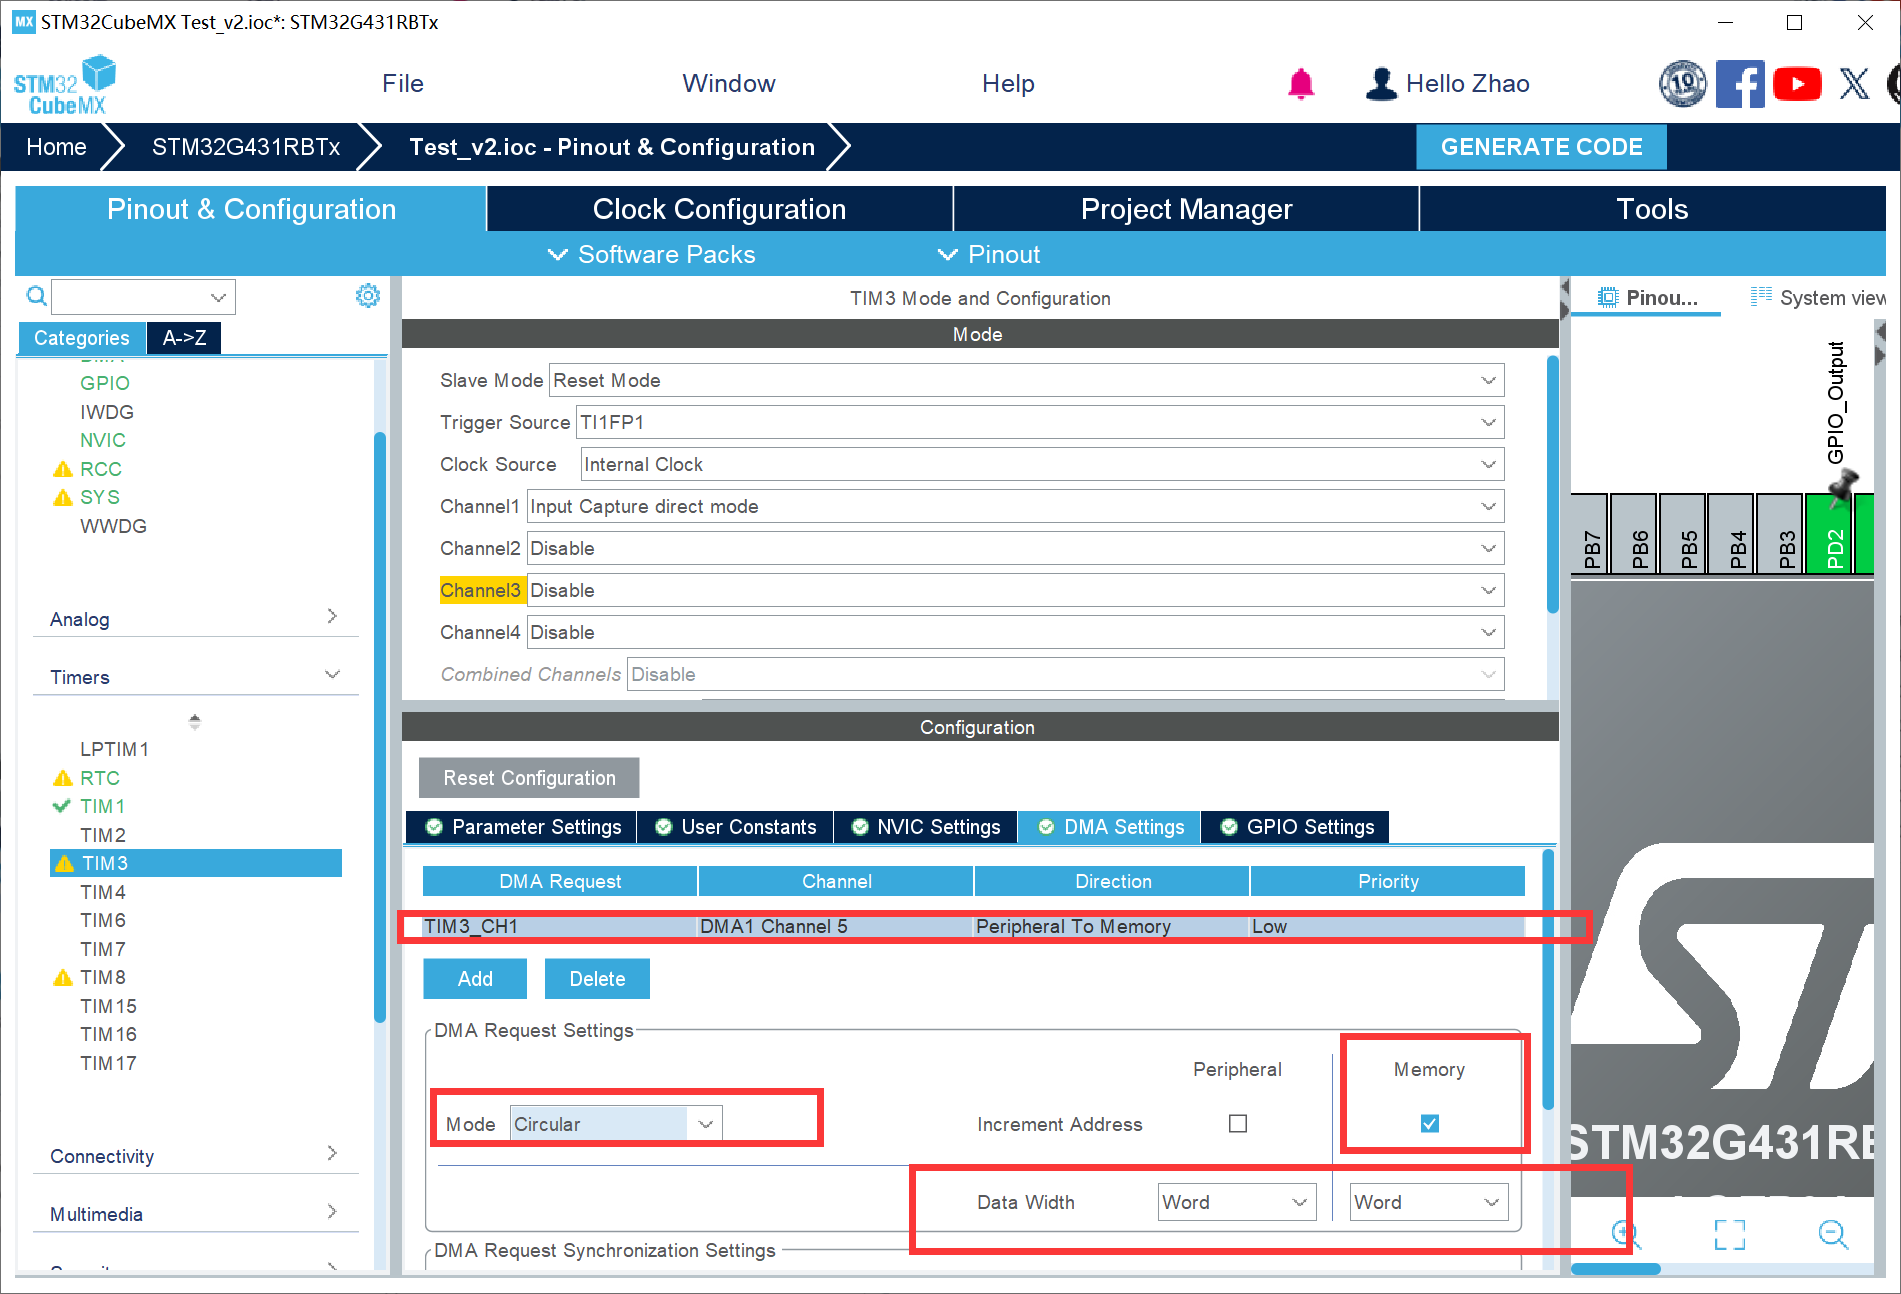 STM32CubeMX Test_v2.ioc*: STM32G431RBTx
STM32
CubeMX
File
Window
Help
10
Hello Zhao
Home
STM32G431RBTx
Test_v2.ioc - Pinout & Configuration
GENERATE CODE
Pinout & Configuration
Clock Configuration
Project Manager
Tools
Software Packs
Pinout
Categories
A->Z
DMA
GPIO
IWDG
NVIC
RCC
SYS
WWDG
Analog
Timers
LPTIM1
RTC
TIM1
TIM2
TIM3
TIM4
TIM6
TIM7
TIM8
TIM15
TIM16
TIM17
Connectivity
Multimedia
TIM3 Mode and Configuration
Mode
Slave Mode Reset Mode
Trigger Source TI1FP1
Clock Source Internal Clock
Channel1 Input Capture direct mode
Channel2 Disable
Channel3 Disable
Channel4 Disable
Combined Channels Disable
Configuration
Reset Configuration
Parameter Settings
User Constants
NVIC Settings
DMA Settings
GPIO Settings
DMA Request Channel Direction Priority
TIM3_CH1 DMA1 Channel 5 Peripheral To Memory Low
Add
Delete
DMA Request Settings
Peripheral
Memory
Mode Circular
Increment Address
Data Width Word Word
DMA Request Synchronization Settings
Pinou...
System view
GPIO_Output
PB7
PB6
PB5
PB4
PB3
PD2
STM32G431RB